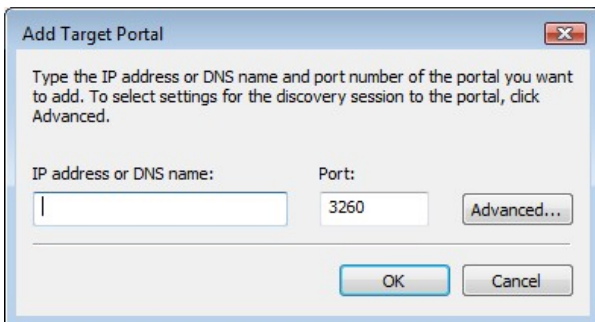 Add Target Portal
Type the IP address or DNS name and port number of the portal you want
to add. To select settings for the discovery session to the portal, click
Advanced.
IP address or DNS name: Port:
3260 Advanced...
OK Cancel